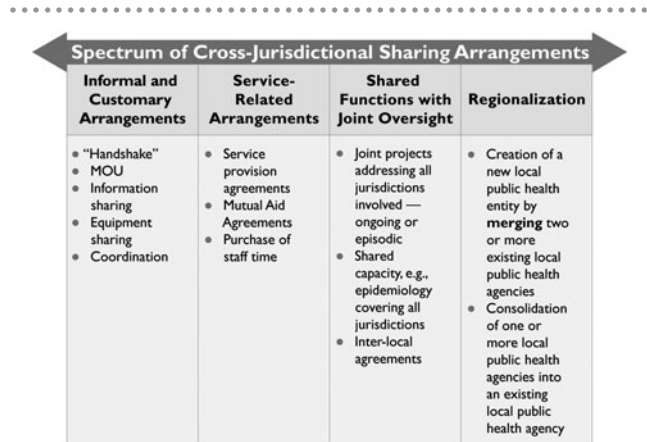 Spectrum of Cross-Jurisdictional Sharing Arrangements
Informal and
Customary
Arrangements
Service-
Related
Arrangements
Shared
Functions with
Joint Oversight
Regionalization
• “Handshake”
• MOU
• Information
sharing
• Equipment
sharing
• Coordination
• Service
provision
agreements
• Mutual Aid
Agreements
• Purchase of
staff time
• Joint projects
addressing all
jurisdictions
involved —
ongoing or
episodic
• Shared
capacity, e.g.,
epidemiology
covering all
jurisdictions
• Inter-local
agreements
• Creation of a
new local
public health
entity by
merging two
or more
existing local
public health
agencies
• Consolidation
of one or
more local
public health
agencies into
an existing
local public
health agency